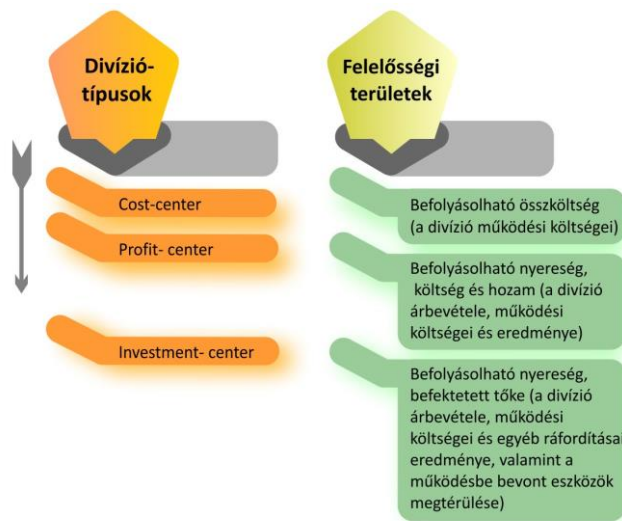 Divízió-
típusok
Cost-center
Profit- center
Investment- center
Felelősségi
területek
Befolyásolható összköltség
(a divízió működési költségei)
Befolyásolható nyereség,
költség és hozam (a divízió
árbevétele, működési
költségei és eredménye)
Befolyásolható nyereség,
befektetett tőke (a divízió
árbevétele, működési
költségei és egyéb ráfordításai
eredménye, valamint a
működésbe bevont eszközök
megtérülése)